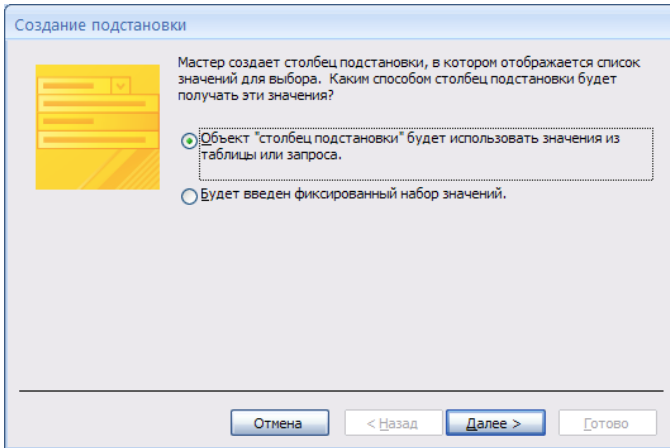 Создание подстановки
Мастер создает столбец подстановки, в котором отображается список
значений для выбора. Каким способом столбец подстановки будет
получать эти значения?
Объект "столбец подстановки" будет использовать значения из
таблицы или запроса.
Будет введен фиксированный набор значений.
Отмена
< Назад
Далее >
Готово